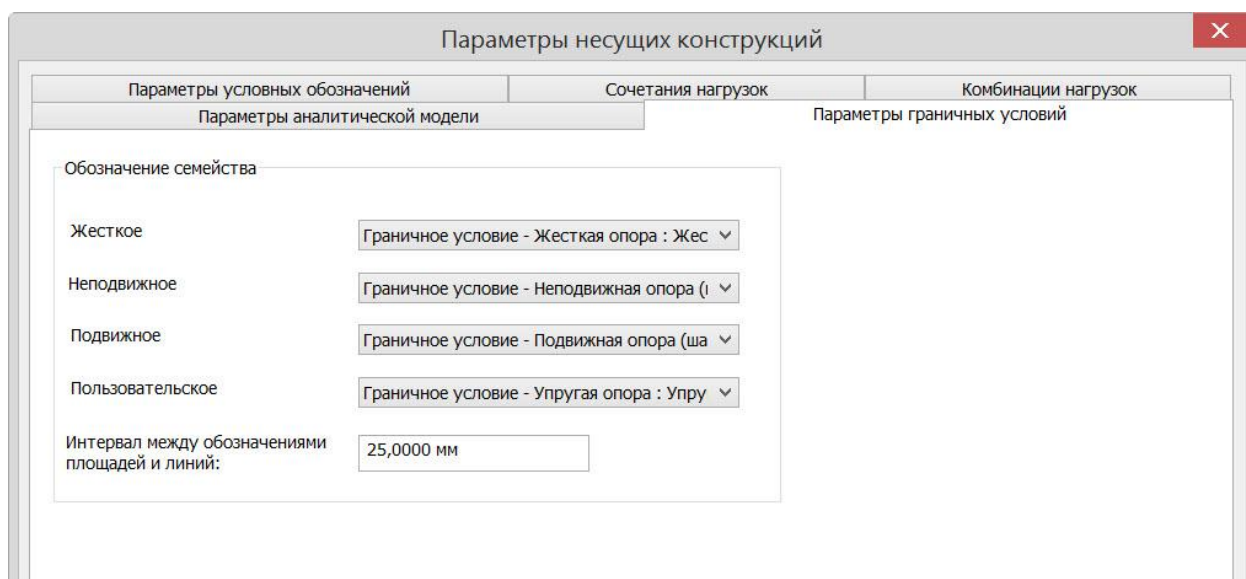 Параметры несущих конструкций
Параметры условных обозначений
Сочетания нагрузок
Комбинации нагрузок
Параметры аналитической модели
Параметры граничных условий
Обозначение семейства
Жесткое
Граничное условие - Жесткая опора : Жес
Неподвижное
Граничное условие - Неподвижная опора (
Подвижное
Граничное условие - Подвижная опора (ша
Пользовательское
Граничное условие - Упругая опора : Упру
Интервал между обозначениями
площадей и линий:
25,0000 мм